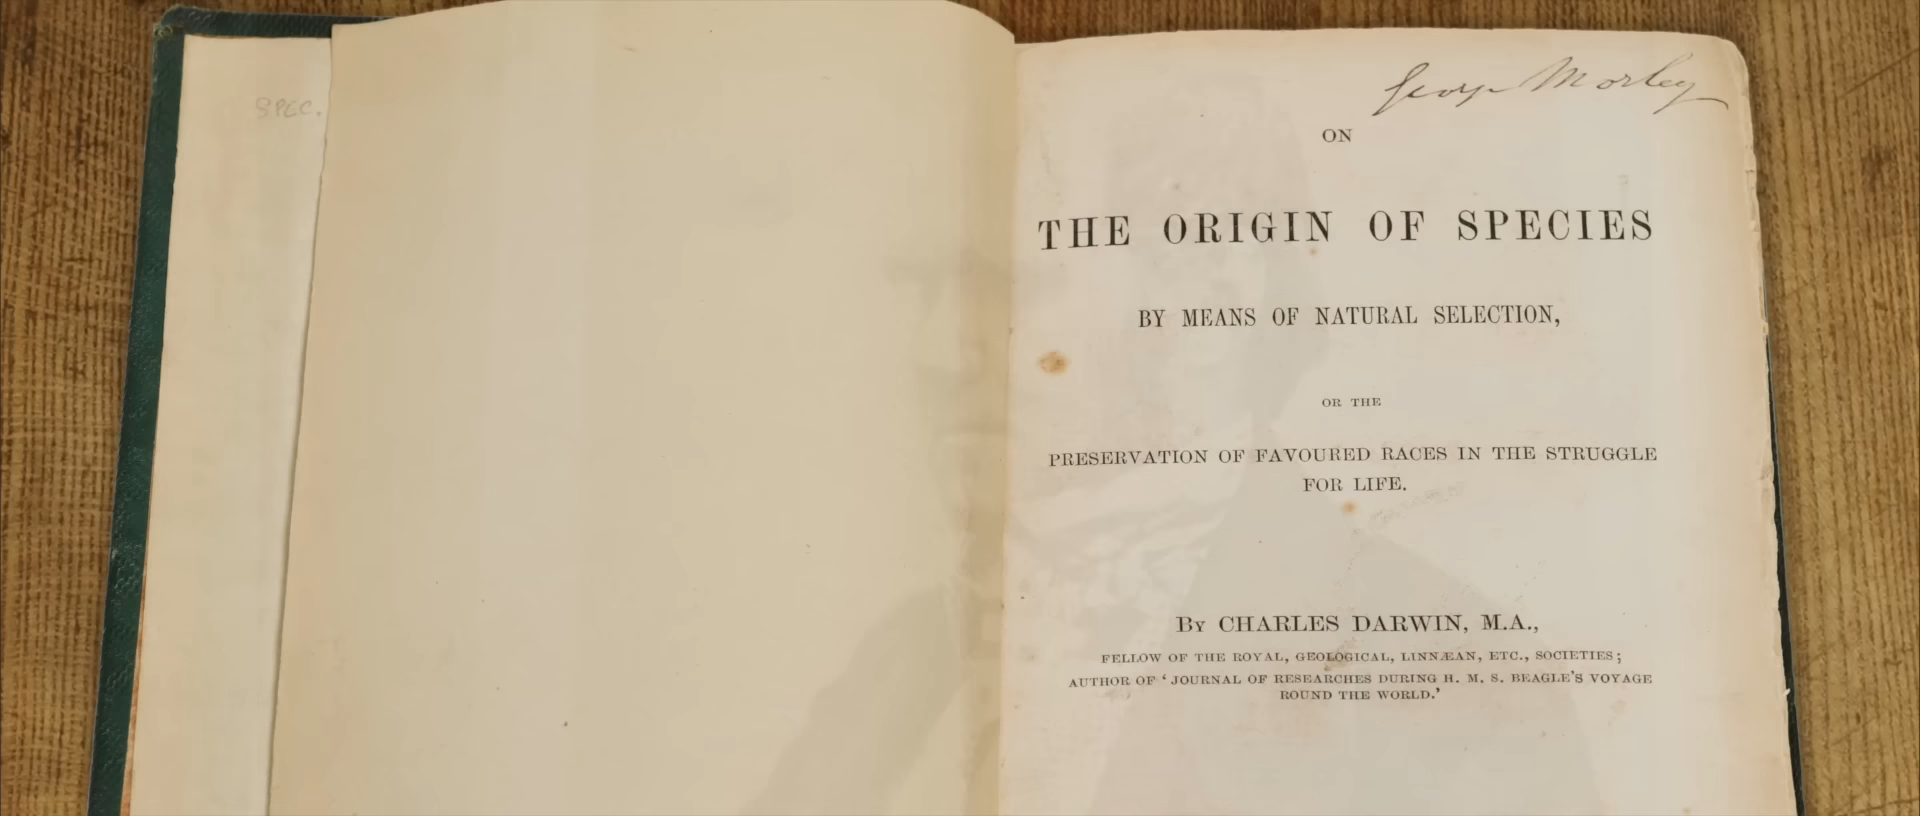 SPEC.
George Morley
ON
THE ORIGIN OF SPECIES
BY MEANS OF NATURAL SELECTION,
OR THE
PRESERVATION OF FAVOURED RACES IN THE STRUGGLE
FOR LIFE.
BY CHARLES DARWIN, M.A.,
FELLOW OF THE ROYAL, GEOLOGICAL, LINNÆAN, ETC., SOCIETIES;
AUTHOR OF ‘JOURNAL OF RESEARCHES DURING H. M. S. BEAGLE’S VOYAGE
ROUND THE WORLD.’